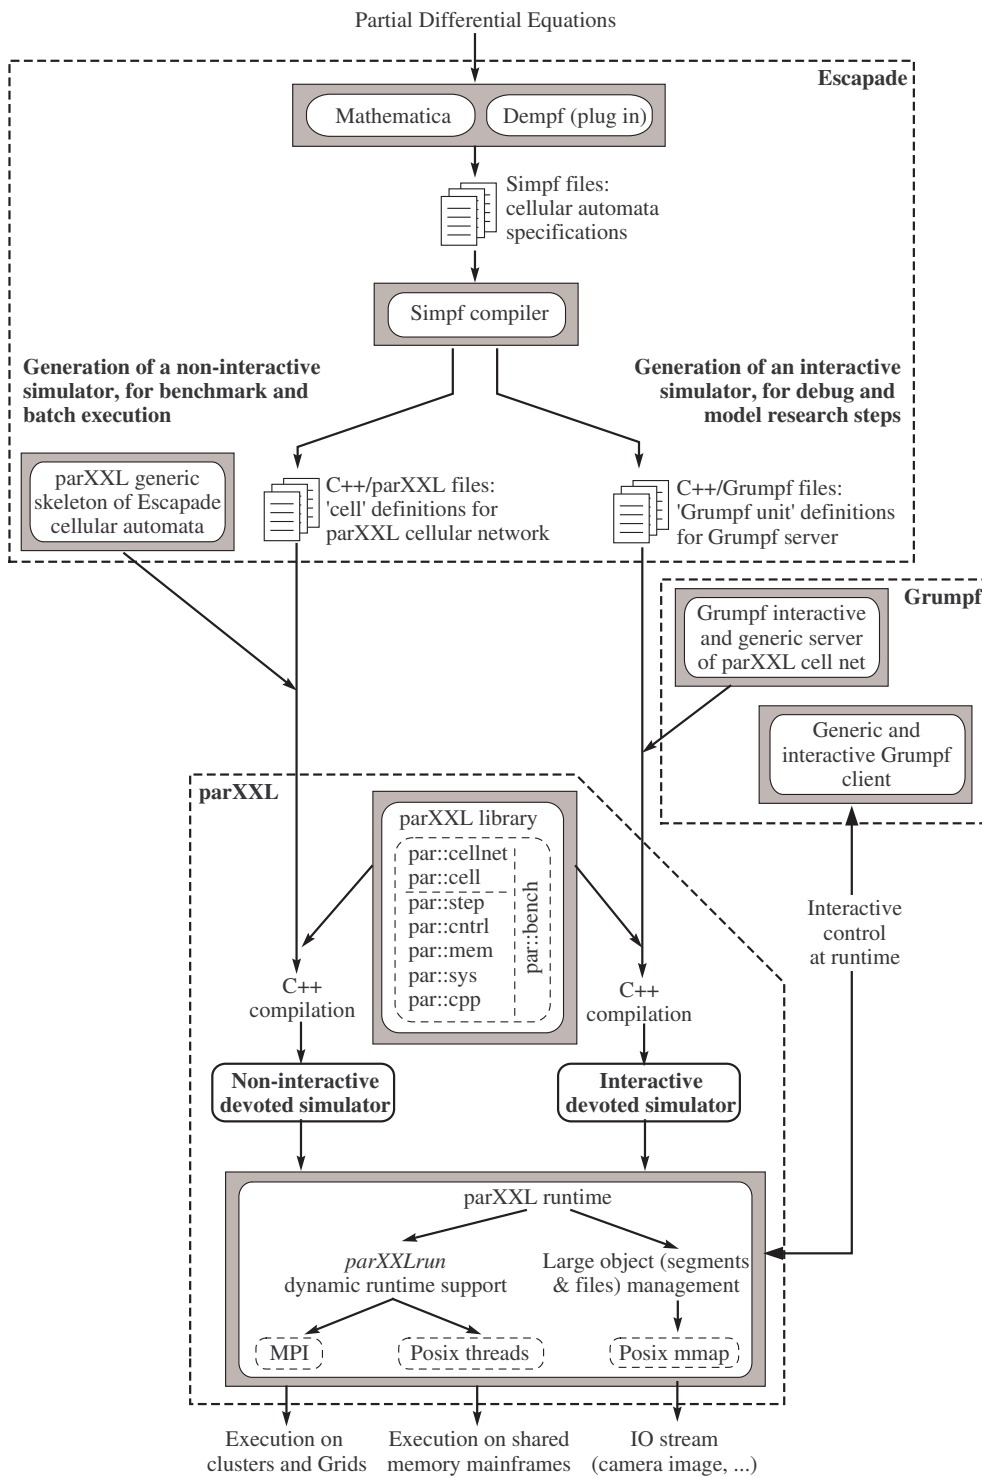 Partial Differential Equations
Escapade
Mathematica
Dempf (plug in)
Simpf files:
cellular automata
specifications
Simpf compiler
Generation of a non-interactive
simulator, for benchmark and
batch execution
Generation of an interactive
simulator, for debug and
model research steps
parXXL generic
skeleton of Escapade
cellular automata
C++/parXXL files:
'cell' definitions for
parXXL cellular network
C++/Grumpf files:
'Grumpf unit' definitions
for Grumpf server
Grumpf
Grumpf interactive
and generic server
of parXXL cell net
Generic and
interactive Grumpf
client
parXXL
parXXL library
par::cellnet
par::cell
par::step
par::cntrl
par::mem
par::sys
par::cpp
par::bench
Interactive
control
at runtime
C++
compilation
C++
compilation
Non-interactive
devoted simulator
Interactive
devoted simulator
parXXL runtime
parXXLrun
dynamic runtime support
Large object (segments
& files) management
MPI
Posix threads
Posix mmap
Execution on
clusters and Grids
Execution on shared
memory mainframes
IO stream
(camera image, ...)